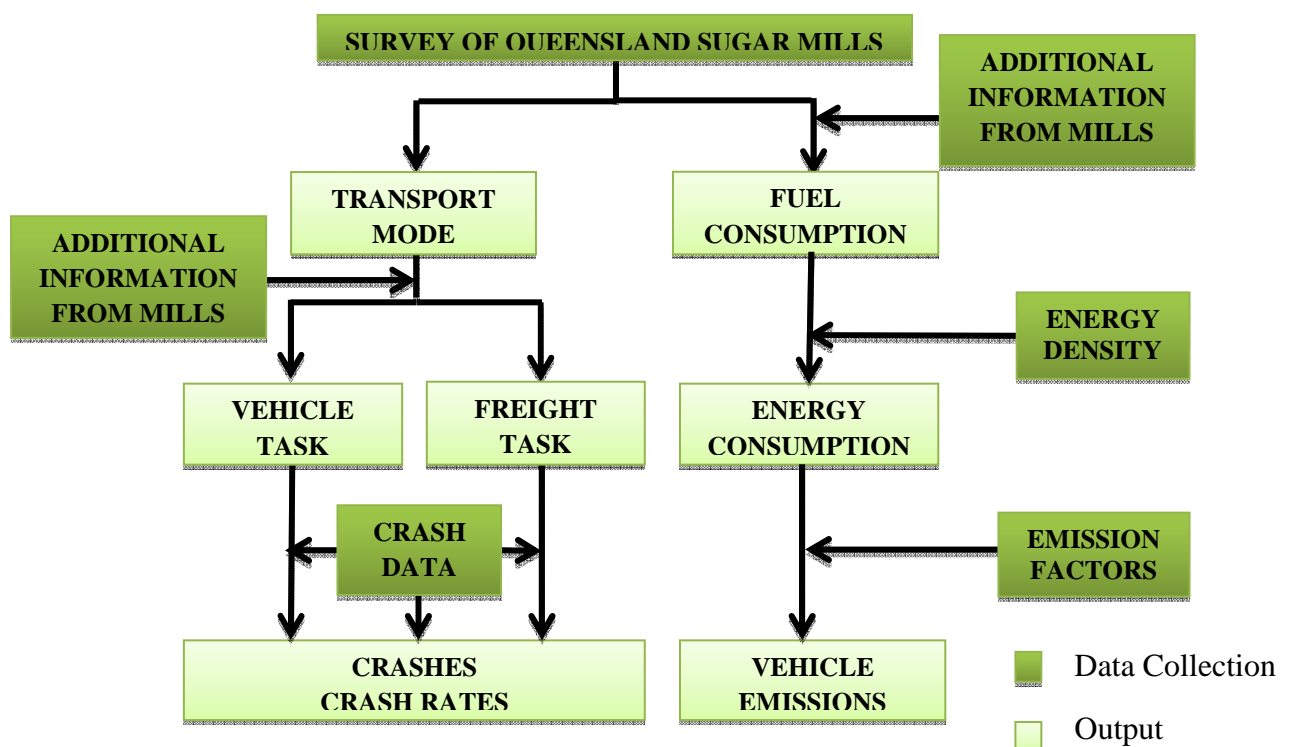 SURVEY OF QUEENSLAND SUGAR MILLS
ADDITIONAL
INFORMATION
FROM MILLS
TRANSPORT
MODE
FUEL
CONSUMPTION
ADDITIONAL
INFORMATION
FROM MILLS
ENERGY
DENSITY
VEHICLE
TASK
FREIGHT
TASK
ENERGY
CONSUMPTION
CRASH
DATA
EMISSION
FACTORS
CRASHES
CRASH RATES
VEHICLE
EMISSIONS
Data Collection
Output